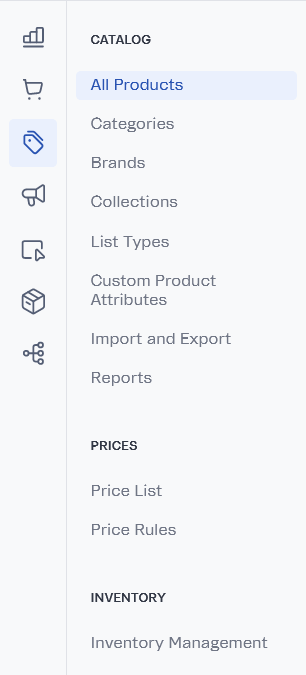 CATALOG
All Products
Categories
Brands
Collections
List Types
Custom Product
Attributes
Import and Export
Reports
PRICES
Price List
Price Rules
INVENTORY
Inventory Management